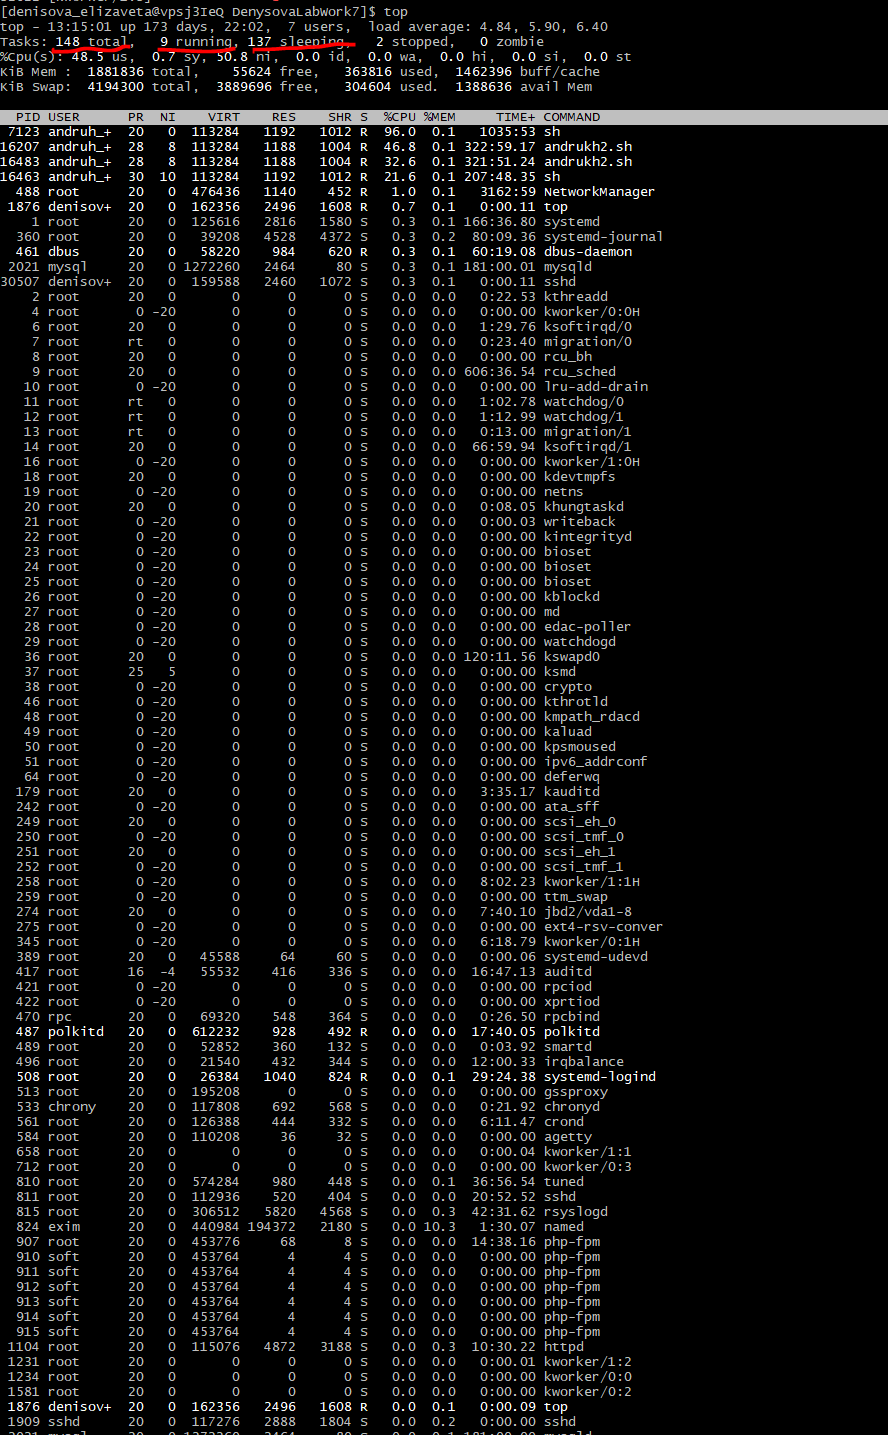 [denisova_elizaveta@vpsj3IeQ DenysovaLabWork7]$ top
top - 13:15:01 up 173 days, 22:02,  7 users,  load average: 4.84, 5.90, 6.40
Tasks: 148 total,   9 running, 137 sleeping,   2 stopped,   0 zombie
%Cpu(s): 48.5 us,  0.7 sy, 50.8 ni,  0.0 id,  0.0 wa,  0.0 hi,  0.0 si,  0.0 st
KiB Mem :  1881836 total,    55624 free,   363816 used,  1462396 buff/cache
KiB Swap:  4194300 total,  3889696 free,   304604 used.  1388636 avail Mem
PID USER PR NI VIRT RES SHR S %CPU %MEM TIME+ COMMAND
7123 andruh_+ 20 0 113284 1192 1012 R 96.0 0.1 1035:53 sh
16207 andruh_+ 28 8 113284 1188 1004 R 46.8 0.1 322:59.17 andrukh2.sh
16483 andruh_+ 28 8 113284 1188 1004 R 32.6 0.1 321:51.24 andrukh2.sh
16463 andruh_+ 30 10 113284 1192 1012 R 21.6 0.1 207:48.35 sh
488 root 20 0 476436 1140 452 R 1.0 0.1 3162:59 NetworkManager
1876 denisov+ 20 0 162356 2496 1608 R 0.7 0.1 0:00.11 top
1 root 20 0 125616 2816 1580 S 0.3 0.1 166:36.80 systemd
360 root 20 0 39208 4528 4372 S 0.3 0.2 80:09.36 systemd-journal
461 dbus 20 0 58220 984 620 R 0.3 0.1 60:19.08 dbus-daemon
2021 mysql 20 0 1272260 2464 80 S 0.3 0.1 181:00.01 mysqld
30507 denisov+ 20 0 159588 2460 1072 S 0.3 0.1 0:00.11 sshd
2 root 20 0 0 0 0 S 0.0 0.0 0:22.53 kthreadd
4 root 0 -20 0 0 0 S 0.0 0.0 0:00.00 kworker/0:0H
6 root 20 0 0 0 0 S 0.0 0.0 1:29.76 ksoftirqd/0
7 root rt 0 0 0 0 S 0.0 0.0 0:23.40 migration/0
8 root 20 0 0 0 0 S 0.0 0.0 0:00.00 rcu_bh
9 root 20 0 0 0 0 S 0.0 0.0 606:36.54 rcu_sched
10 root 0 -20 0 0 0 S 0.0 0.0 0:00.00 lru-add-drain
11 root rt 0 0 0 0 S 0.0 0.0 1:02.78 watchdog/0
12 root rt 0 0 0 0 S 0.0 0.0 1:12.99 watchdog/1
13 root rt 0 0 0 0 S 0.0 0.0 0:13.00 migration/1
14 root 20 0 0 0 0 S 0.0 0.0 66:59.94 ksoftirqd/1
16 root 0 -20 0 0 0 S 0.0 0.0 0:00.00 kworker/1:0H
18 root 20 0 0 0 0 S 0.0 0.0 0:00.00 kdevtmpfs
19 root 0 -20 0 0 0 S 0.0 0.0 0:00.00 netns
20 root 20 0 0 0 0 S 0.0 0.0 0:08.05 khungtaskd
21 root 0 -20 0 0 0 S 0.0 0.0 0:00.03 writeback
22 root 0 -20 0 0 0 S 0.0 0.0 0:00.00 kintegrityd
23 root 0 -20 0 0 0 S 0.0 0.0 0:00.00 bioset
24 root 0 -20 0 0 0 S 0.0 0.0 0:00.00 bioset
25 root 0 -20 0 0 0 S 0.0 0.0 0:00.00 bioset
26 root 0 -20 0 0 0 S 0.0 0.0 0:00.00 kblockd
27 root 0 -20 0 0 0 S 0.0 0.0 0:00.00 md
28 root 0 -20 0 0 0 S 0.0 0.0 0:00.00 edac-poller
29 root 0 -20 0 0 0 S 0.0 0.0 0:00.00 watchdogd
36 root 20 0 0 0 0 S 0.0 0.0 120:11.56 kswapd0
37 root 25 5 0 0 0 S 0.0 0.0 0:00.00 ksmd
38 root 0 -20 0 0 0 S 0.0 0.0 0:00.00 crypto
46 root 0 -20 0 0 0 S 0.0 0.0 0:00.00 kthrotld
48 root 0 -20 0 0 0 S 0.0 0.0 0:00.00 kmpath_rdacd
49 root 0 -20 0 0 0 S 0.0 0.0 0:00.00 kaluad
50 root 0 -20 0 0 0 S 0.0 0.0 0:00.00 kpsmoused
51 root 0 -20 0 0 0 S 0.0 0.0 0:00.00 ipv6_addrconf
64 root 0 -20 0 0 0 S 0.0 0.0 0:00.00 deferwq
179 root 20 0 0 0 0 S 0.0 0.0 3:35.17 kauditd
242 root 0 -20 0 0 0 S 0.0 0.0 0:00.00 ata_sff
249 root 20 0 0 0 0 S 0.0 0.0 0:00.00 scsi_eh_0
250 root 0 -20 0 0 0 S 0.0 0.0 0:00.00 scsi_tmf_0
251 root 20 0 0 0 0 S 0.0 0.0 0:00.00 scsi_eh_1
252 root 0 -20 0 0 0 S 0.0 0.0 0:00.00 scsi_tmf_1
258 root 0 -20 0 0 0 S 0.0 0.0 8:02.23 kworker/1:1H
259 root 0 -20 0 0 0 S 0.0 0.0 0:00.00 ttm_swap
274 root 20 0 0 0 0 S 0.0 0.0 7:40.10 jbd2/vda1-8
275 root 0 -20 0 0 0 S 0.0 0.0 0:00.00 ext4-rsv-conver
345 root 0 -20 0 0 0 S 0.0 0.0 6:18.79 kworker/0:1H
389 root 20 0 45588 64 60 S 0.0 0.0 0:00.06 systemd-udevd
417 root 16 -4 55532 416 336 S 0.0 0.0 16:47.13 auditd
421 root 0 -20 0 0 0 S 0.0 0.0 0:00.00 rpciod
422 root 0 -20 0 0 0 S 0.0 0.0 0:00.00 xprtiod
470 rpc 20 0 69320 548 364 S 0.0 0.0 0:26.50 rpcbind
487 polkitd 20 0 612232 928 492 R 0.0 0.0 17:40.05 polkitd
489 root 20 0 52852 360 132 S 0.0 0.0 0:03.92 smartd
496 root 20 0 21540 432 344 S 0.0 0.0 12:00.33 irqbalance
508 root 20 0 26384 1040 824 R 0.0 0.1 29:24.38 systemd-logind
513 root 20 0 195208 0 0 S 0.0 0.0 0:00.00 gssproxy
533 chrony 20 0 117808 692 568 S 0.0 0.0 0:21.92 chronyd
561 root 20 0 126388 444 332 S 0.0 0.0 6:11.47 crond
584 root 20 0 110208 36 32 S 0.0 0.0 0:00.00 agetty
658 root 20 0 0 0 0 S 0.0 0.0 0:00.04 kworker/1:1
712 root 20 0 0 0 0 S 0.0 0.0 0:00.00 kworker/0:3
810 root 20 0 574284 980 448 S 0.0 0.1 36:56.54 tuned
811 root 20 0 112936 520 404 S 0.0 0.0 20:52.52 sshd
815 root 20 0 306512 5820 4568 S 0.0 0.3 42:31.62 rsyslogd
824 exim 20 0 440984 194372 2180 S 0.0 10.3 1:30.07 named
907 root 20 0 453776 68 8 S 0.0 0.0 14:38.16 php-fpm
910 soft 20 0 453764 4 4 S 0.0 0.0 0:00.00 php-fpm
911 soft 20 0 453764 4 4 S 0.0 0.0 0:00.00 php-fpm
912 soft 20 0 453764 4 4 S 0.0 0.0 0:00.00 php-fpm
913 soft 20 0 453764 4 4 S 0.0 0.0 0:00.00 php-fpm
914 soft 20 0 453764 4 4 S 0.0 0.0 0:00.00 php-fpm
915 soft 20 0 453764 4 4 S 0.0 0.0 0:00.00 php-fpm
1104 root 20 0 115076 4872 3188 S 0.0 0.3 10:30.22 httpd
1231 root 20 0 0 0 0 S 0.0 0.0 0:00.01 kworker/1:2
1234 root 20 0 0 0 0 S 0.0 0.0 0:00.00 kworker/0:0
1581 root 20 0 0 0 0 S 0.0 0.0 0:00.00 kworker/0:2
1876 denisov+ 20 0 162356 2496 1608 R 0.0 0.1 0:00.09 top
1909 sshd 20 0 117276 2888 1804 S 0.0 0.2 0:00.00 sshd